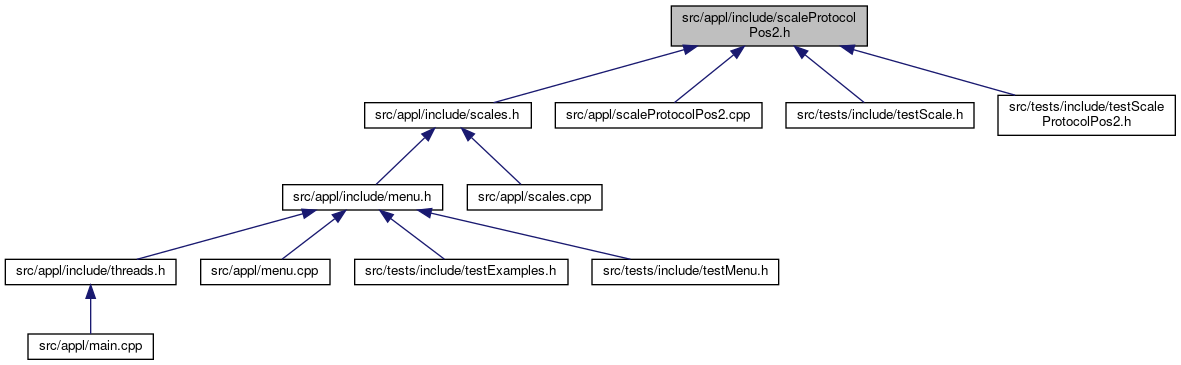 src/appl/include/scaleProtocol
Pos2.h
src/appl/include/scales.h
src/appl/scaleProtocolPos2.cpp
src/tests/include/testScale.h
src/tests/include/testScale
ProtocolPos2.h
src/appl/include/menu.h
src/appl/scales.cpp
src/appl/include/threads.h
src/appl/menu.cpp
src/tests/include/testExamples.h
src/tests/include/testMenu.h
src/appl/main.cpp